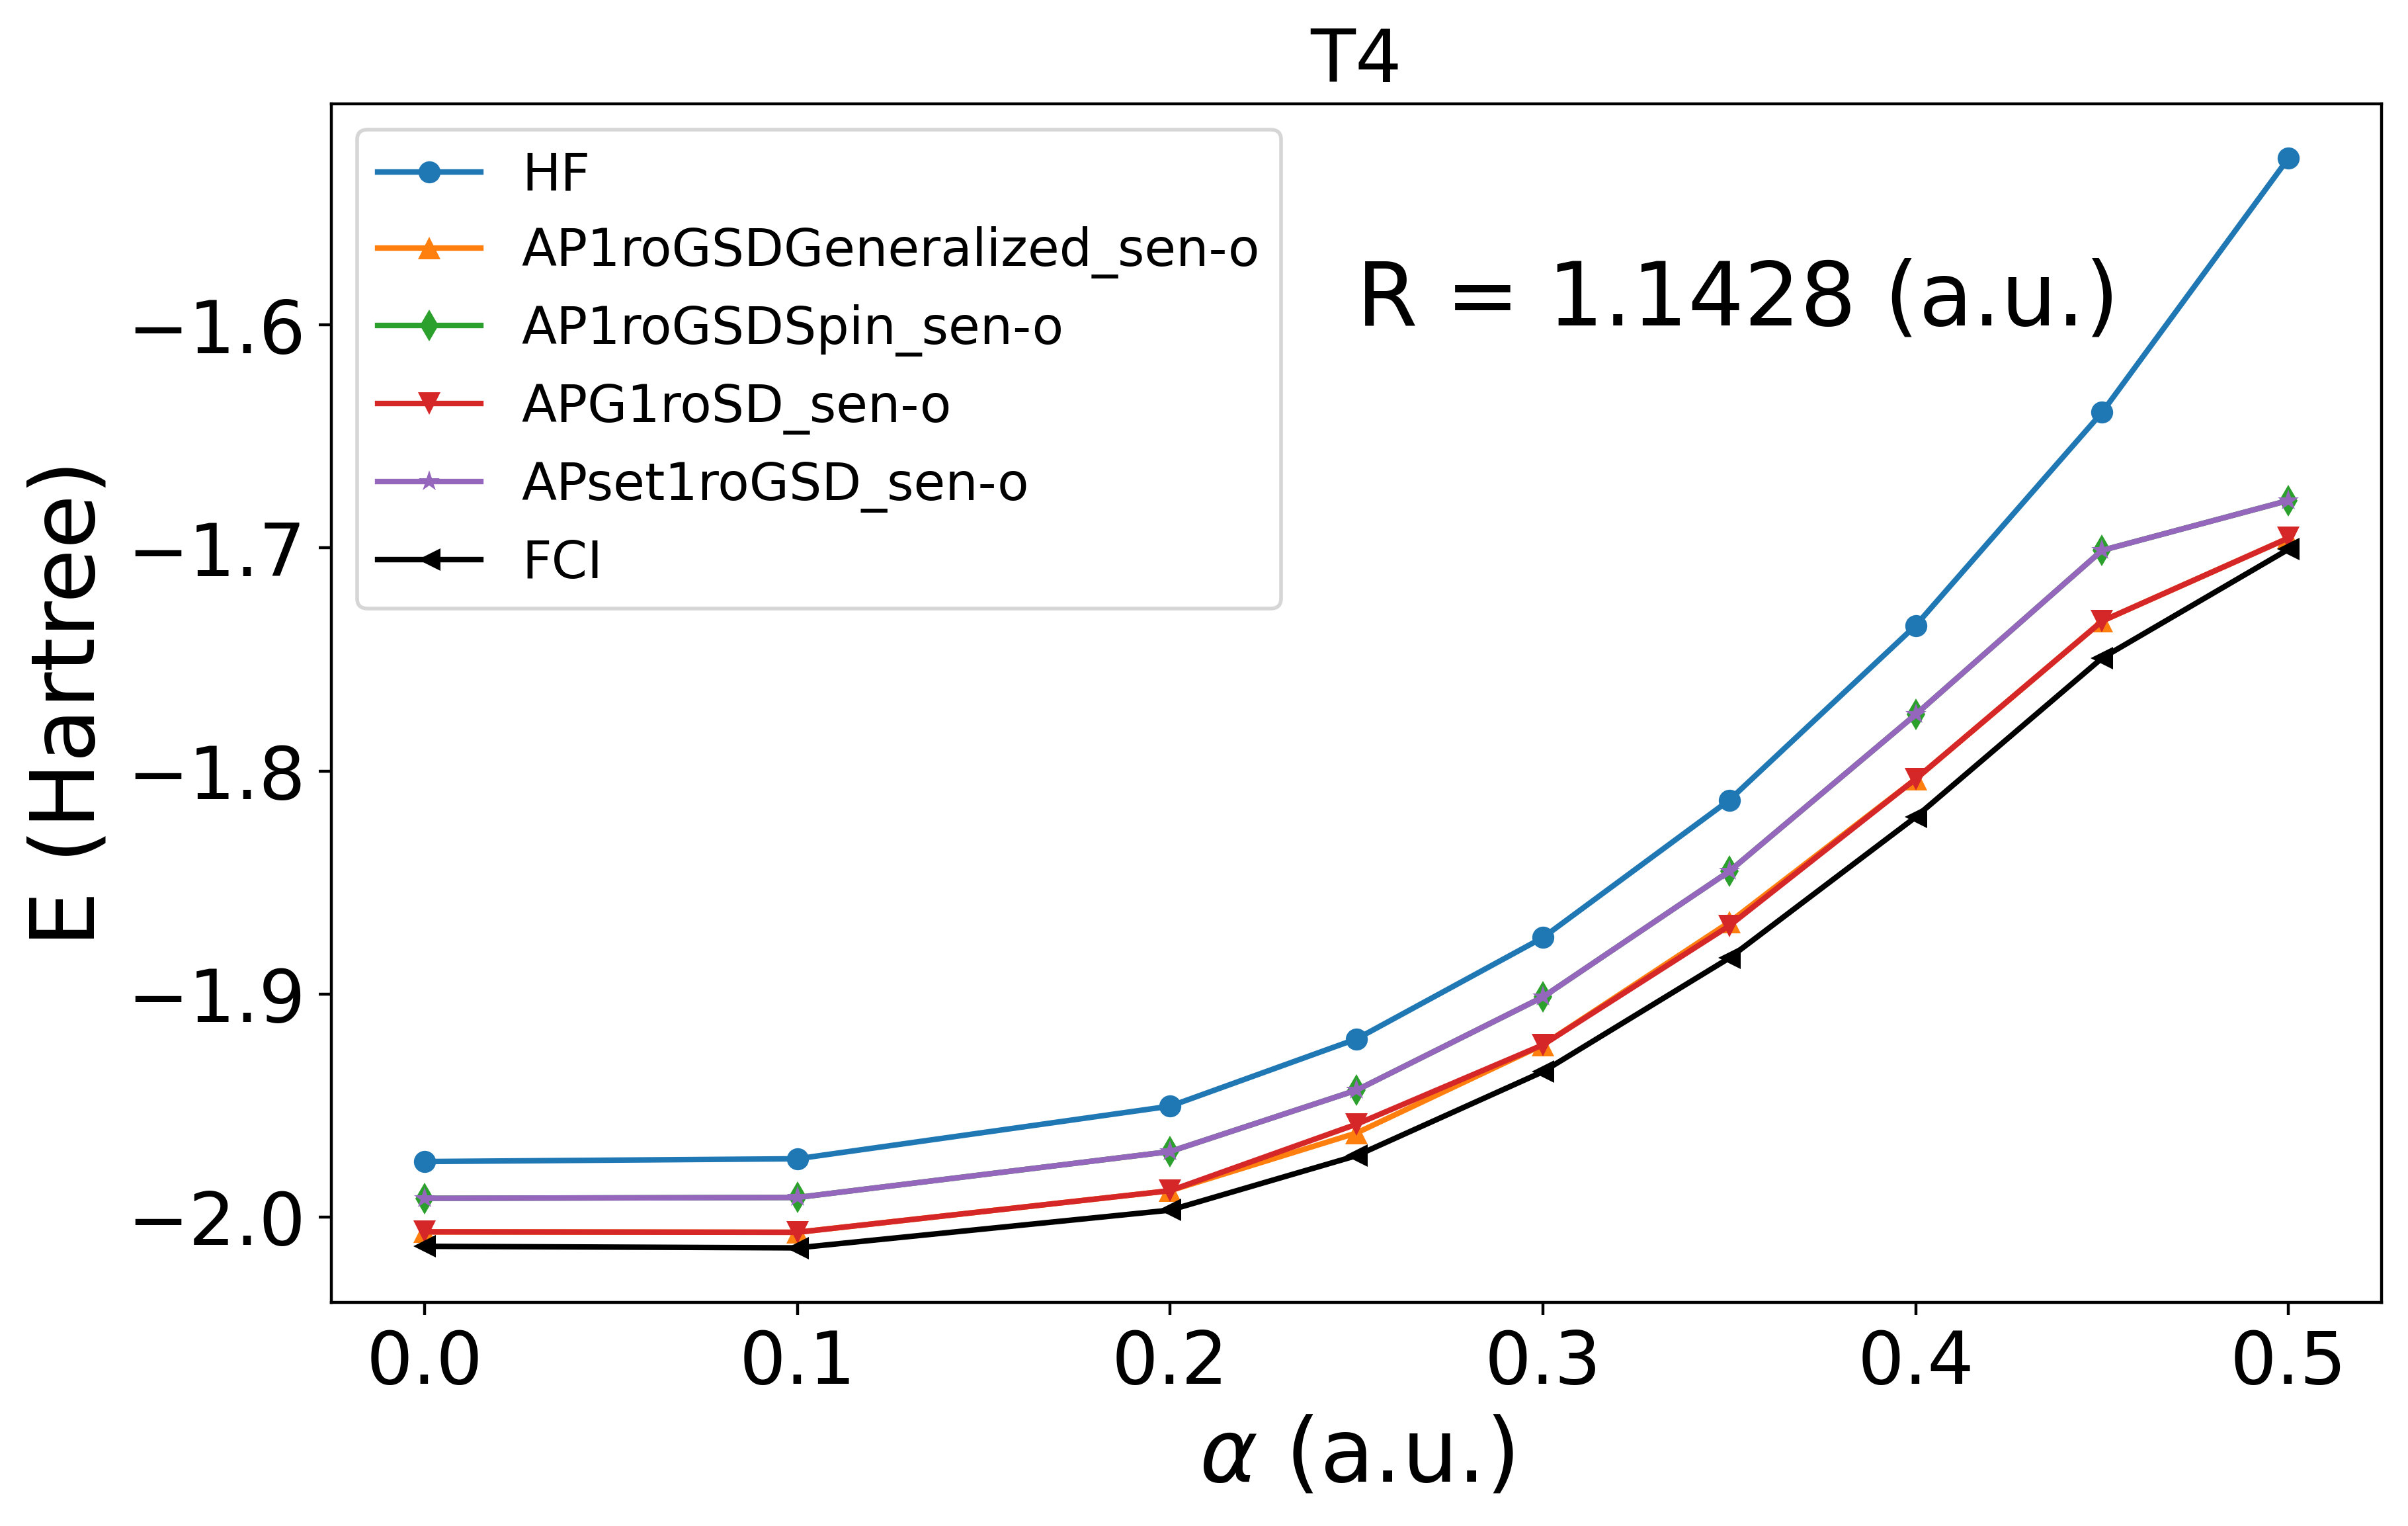 T4
HF
AP1roGSDGeneralized_sen-o
AP1roGSDSpin_sen-o
APG1roSD_sen-o
APset1roGSD_sen-o
FCI
R = 1.1428 (a.u.)
E (Hartree)
−1.6
−1.7
−1.8
−1.9
−2.0
0.0 0.1 0.2 0.3 0.4 0.5
α (a.u.)